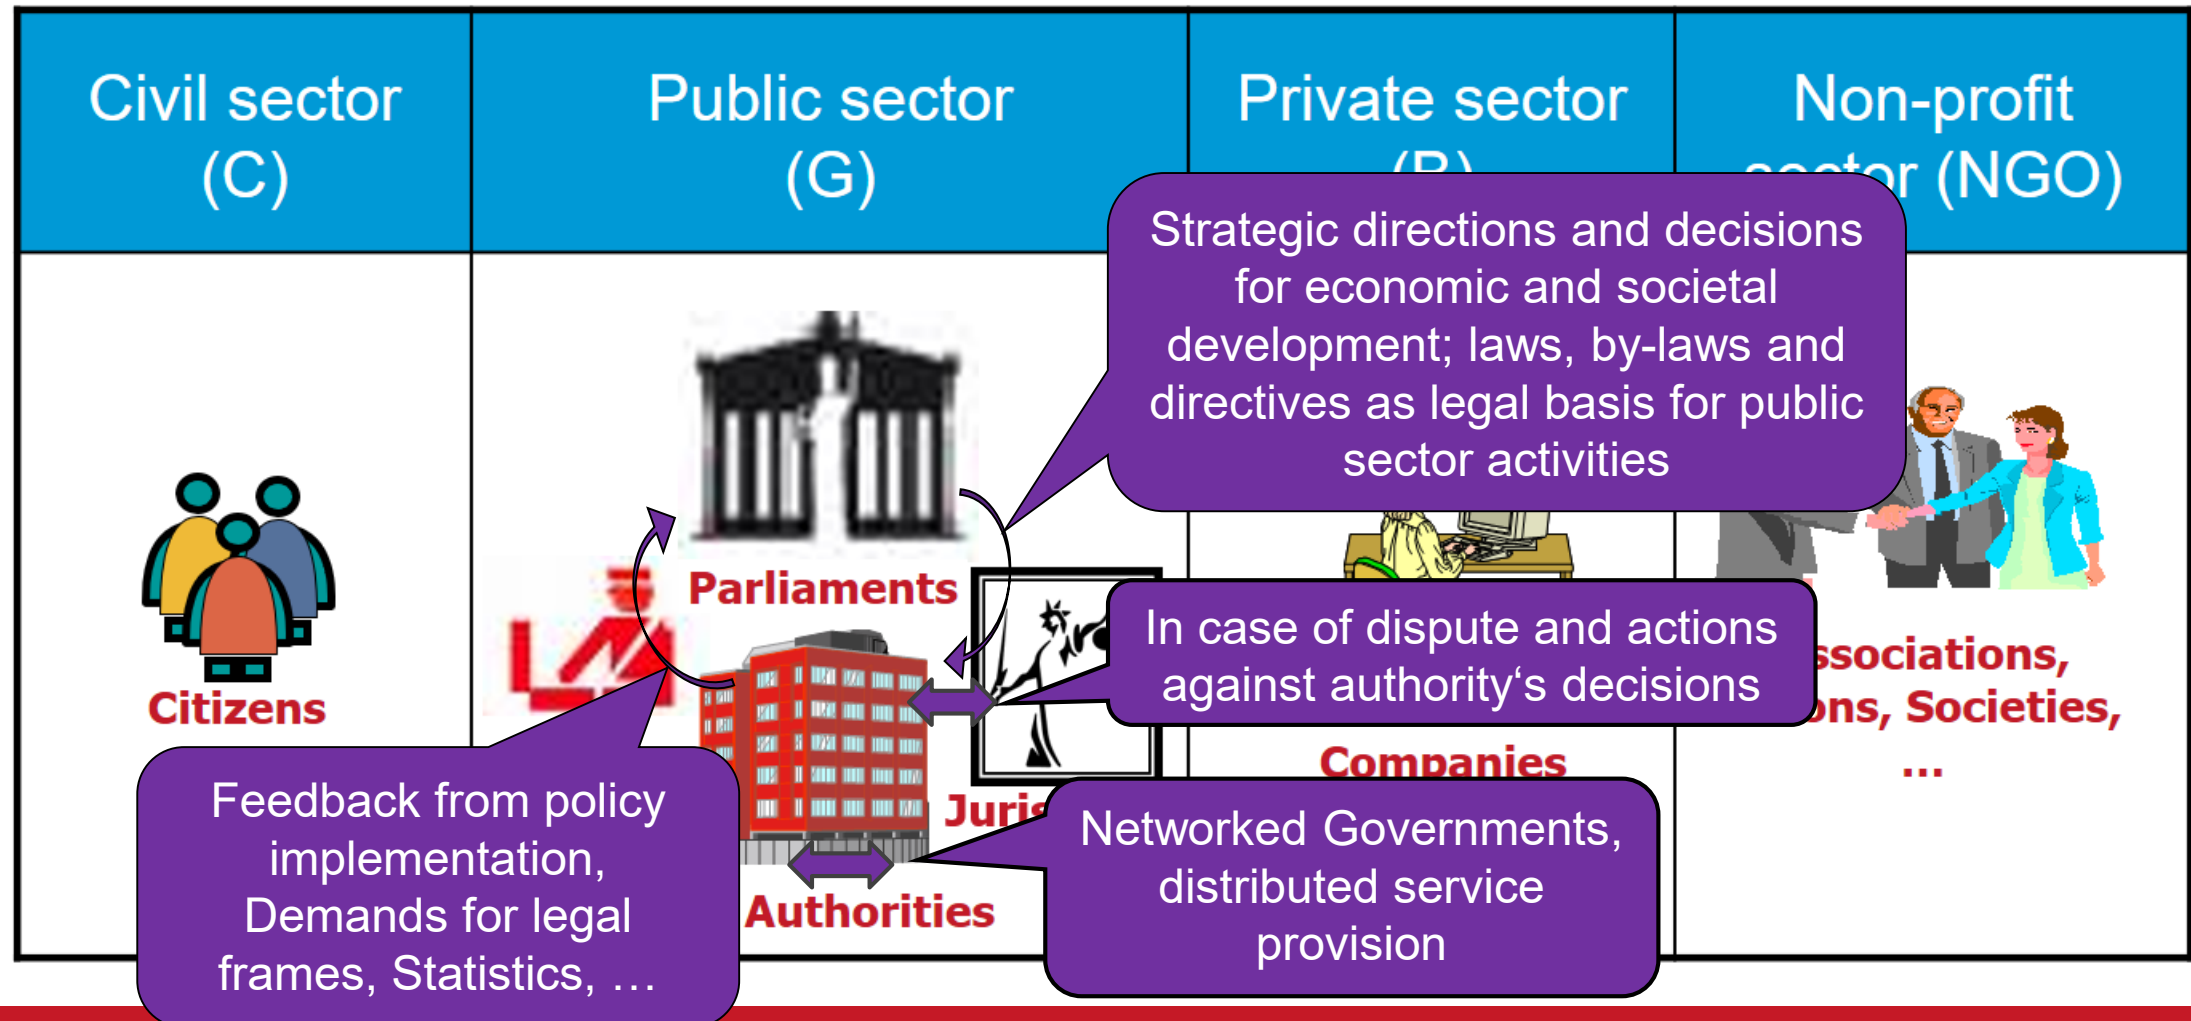 Civil sector
(C)
Public sector
(G)
Private sector
Non-profit
(NGO)
Strategic directions and decisions
for economic and societal
development; laws, by-laws and
directives as legal basis for public
sector activities
Parliaments
Citizens
In case of dispute and actions
against authority‘s decisions
Societies,
...
Companies
Feedback from policy
implementation,
Demands for legal
frames, Statistics, …
Networked Governments,
distributed service
provision
Authorities